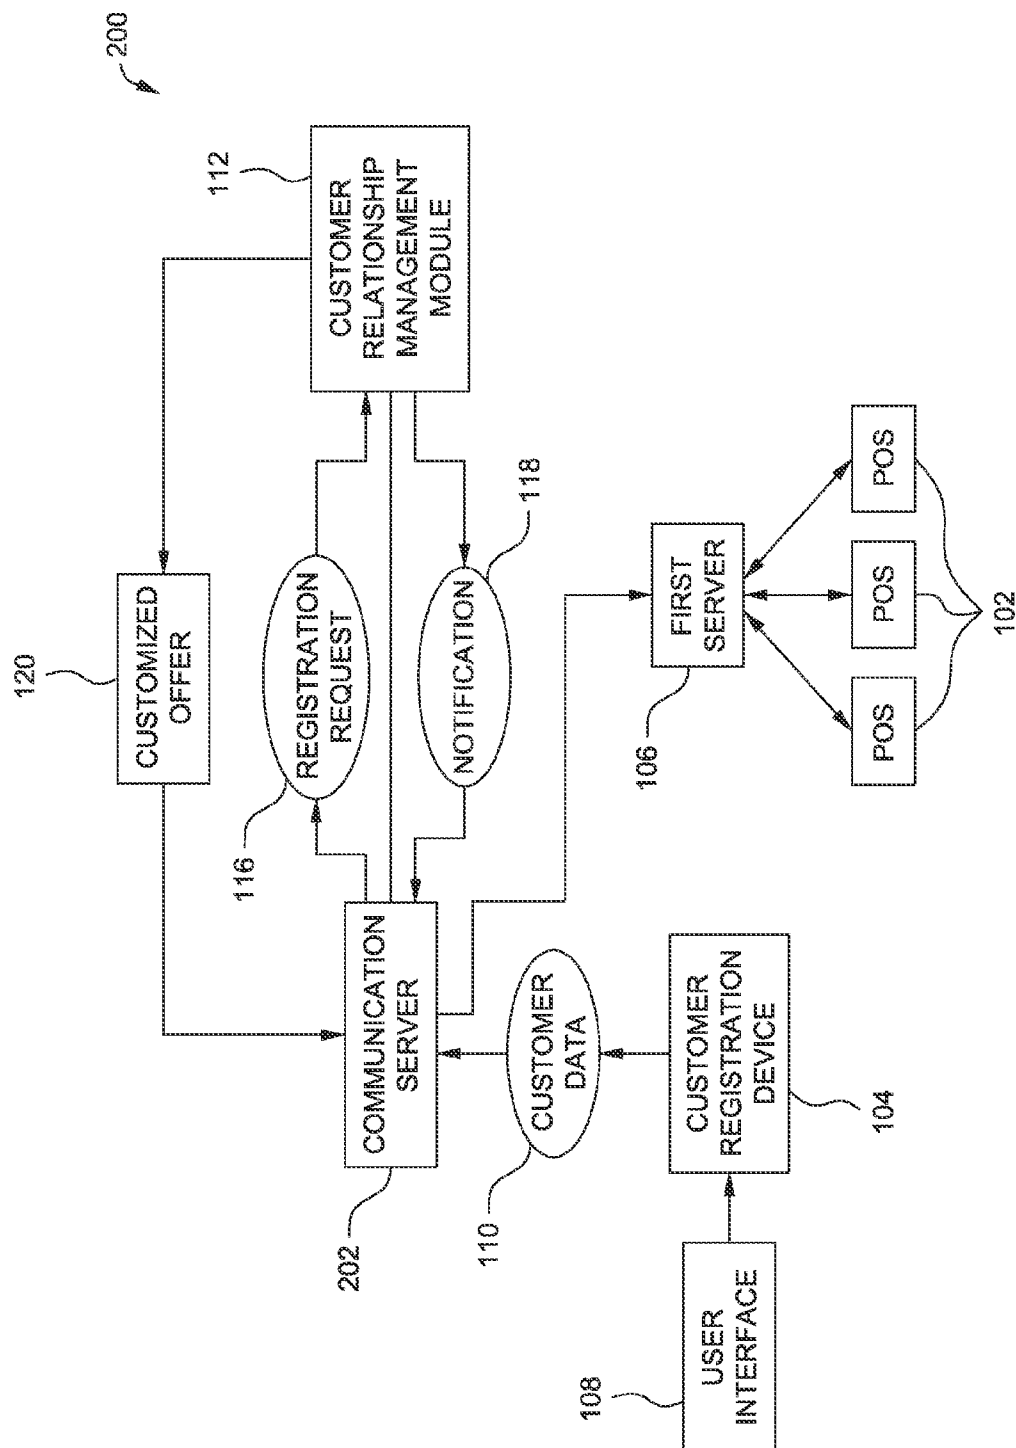 200
120
CUSTOMIZED
OFFER
112
CUSTOMER
RELATIONSHIP
MANAGEMENT
MODULE
116
REGISTRATION
REQUEST
NOTIFICATION
118
202
COMMUNICATION
SERVER
106
FIRST
SERVER
110
CUSTOMER
DATA
POS
POS
POS
102
108
USER
INTERFACE
CUSTOMER
REGISTRATION
DEVICE
104